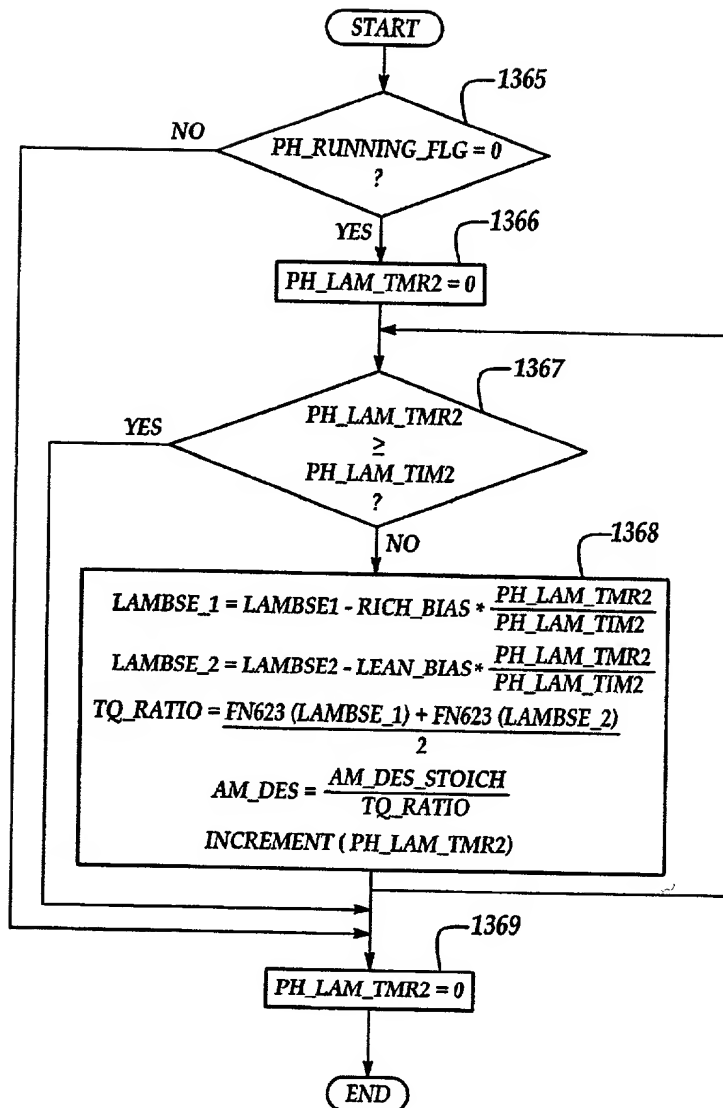 START
1365
NO
PH_RUNNING_FLG = 0
?
YES
1366
PH_LAM_TMR2 = 0
1367
YES
PH_LAM_TMR2
≥
PH_LAM_TIM2
?
NO
1368
LAMBSE_1 = LAMBSE1 - RICH_BIAS * PH_LAM_TMR2 / PH_LAM_TIM2
LAMBSE_2 = LAMBSE2 - LEAN_BIAS * PH_LAM_TMR2 / PH_LAM_TIM2
TQ_RATIO = FN623 (LAMBSE_1) + FN623 (LAMBSE_2) / 2
AM_DES = AM_DES_STOICH / TQ_RATIO
INCREMENT ( PH_LAM_TMR2)
1369
PH_LAM_TMR2 = 0
END